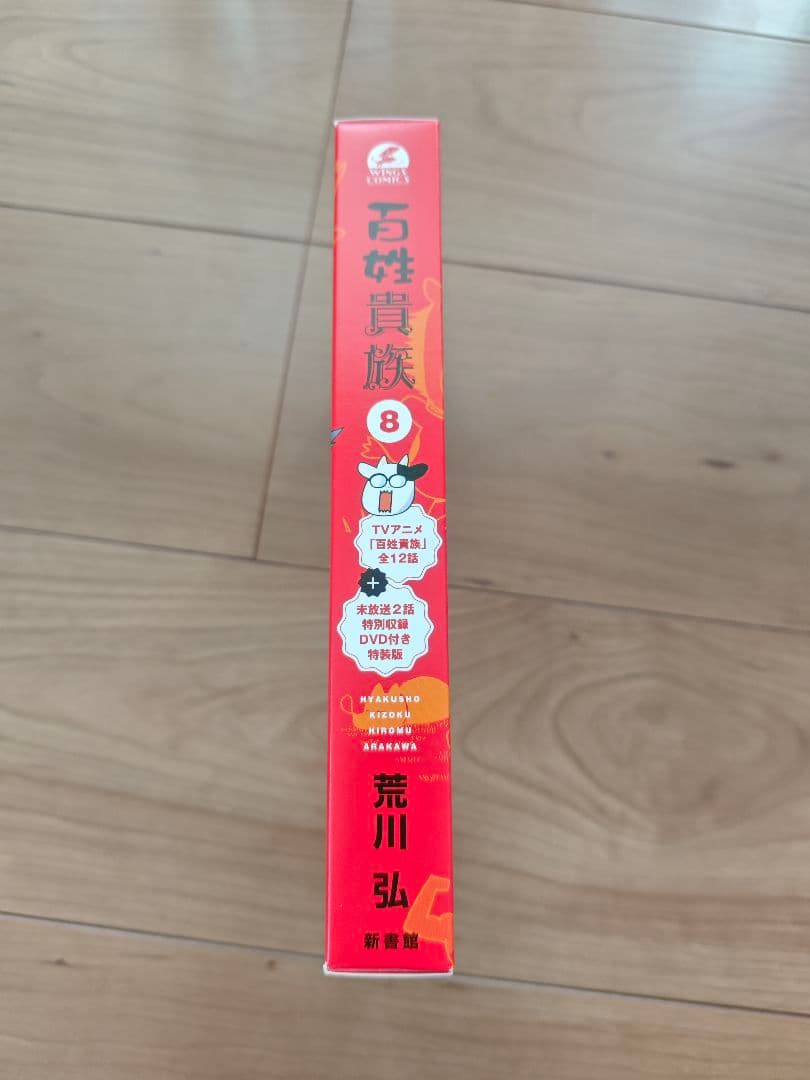 WINGS
COMICS
百姓貴族
8
TVアニメ
「百姓貴族」
全12話
+
未放送2話
特別収録
DVD付き
特装版
HYAKUSHO
KIZOKU
HIROMU
ARAKAWA
荒川弘
新書館